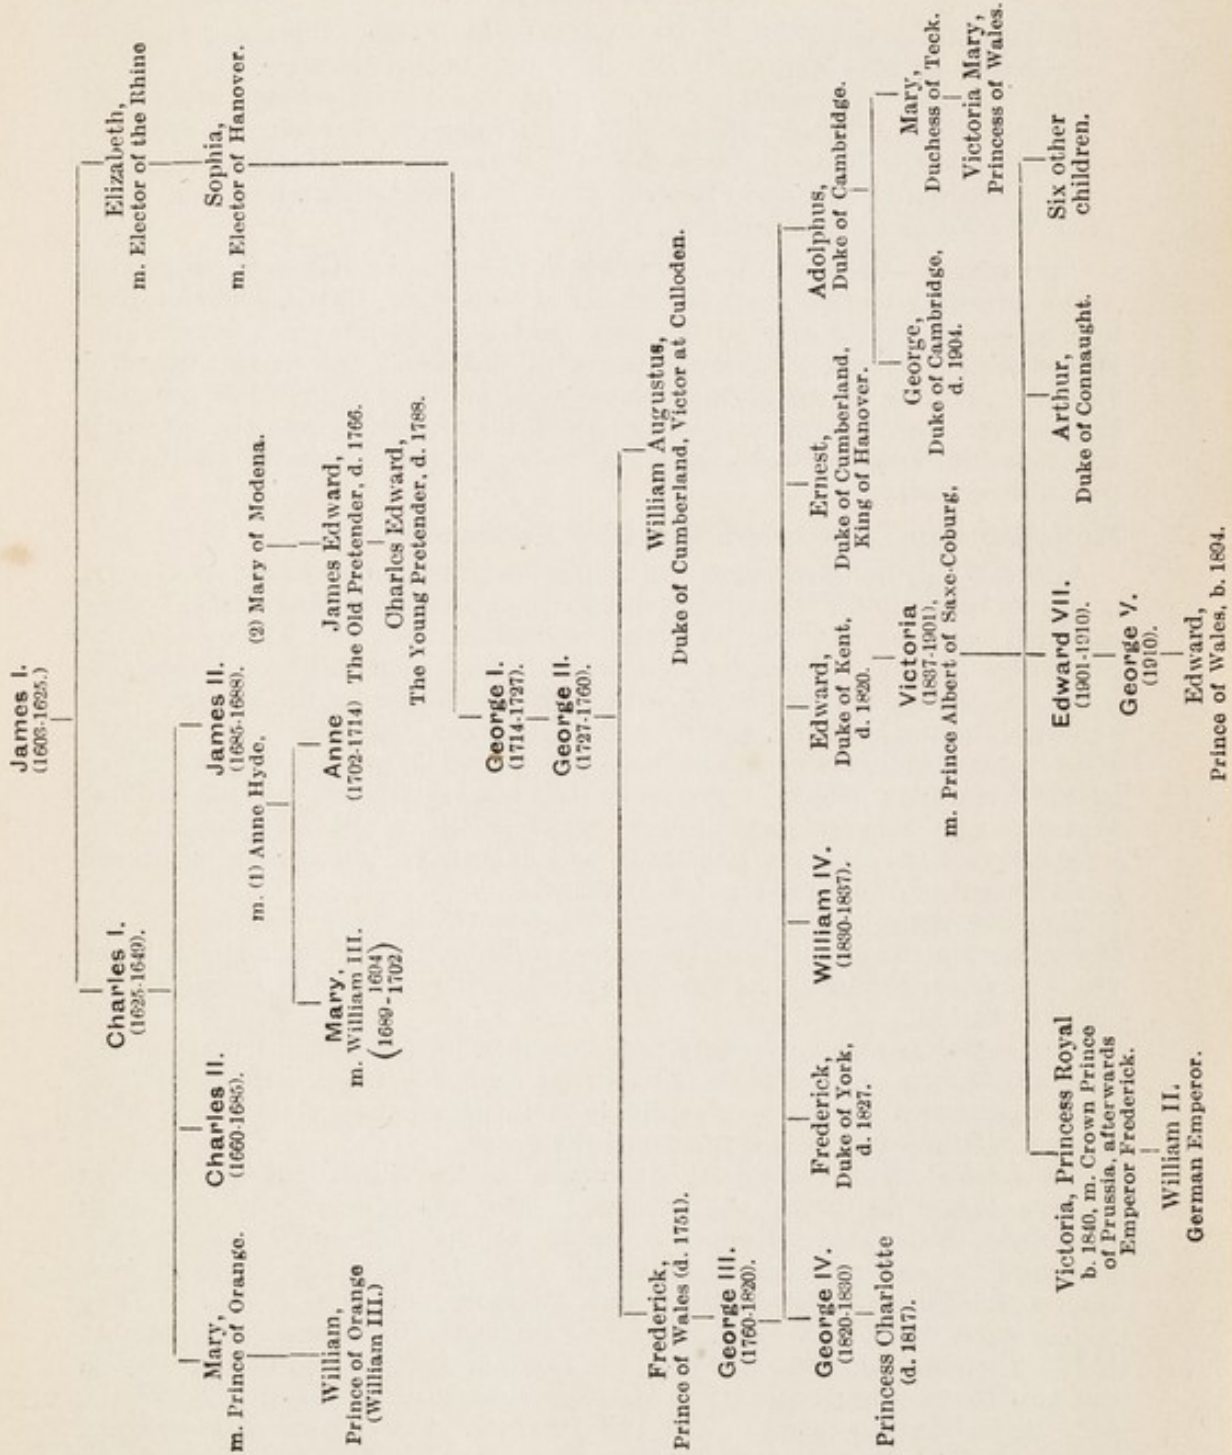 James I.
(1603-1625.)
Charles I.
(1625-1649).
Elizabeth,
m. Elector of the Rhine
Mary,
m. Prince of Orange.
Charles II.
(1660-1685).
James II.
(1685-1688).
m. (1) Anne Hyde.
(2) Mary of Modena.
Sophia,
m. Elector of Hanover.
William,
Prince of Orange
(William III.)
Mary,
m. William III.
(1689-1694
1702)
Anne
(1702-1714)
James Edward,
The Old Pretender, d. 1766.
Charles Edward,
The Young Pretender, d. 1788.
George I.
(1714-1727).
George II.
(1727-1760).
Frederick,
Prince of Wales (d. 1751).
William Augustus,
Duke of Cumberland, Victor at Culloden.
George III.
(1760-1820).
George IV.
(1820-1830)
Frederick,
Duke of York,
d. 1827.
William IV.
(1830-1837).
Edward,
Duke of Kent,
d. 1820.
Ernest,
Duke of Cumberland.
King of Hanover.
Adolphus,
Duke of Cambridge.
Princess Charlotte
(d. 1817).
Victoria
(1837-1901),
m. Prince Albert of Saxe-Coburg.
George,
Duke of Cambridge,
d. 1904.
Mary,
Duchess of Teck.
Victoria Mary,
Princess of Wales.
Victoria, Princess Royal
b. 1840, m. Crown Prince
of Prussia, afterwards
Emperor Frederick.
Edward VII.
(1901-1910).
Arthur,
Duke of Connaught.
Six other
children.
William II.
German Emperor.
George V.
(1910).
Edward,
Prince of Wales, b. 1894.